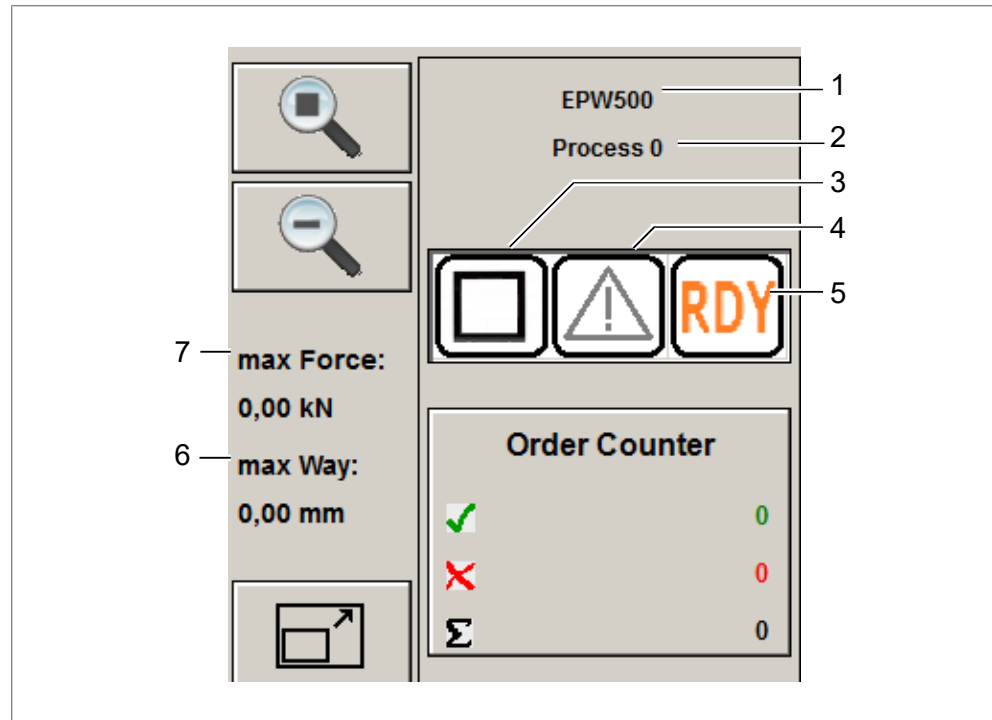 EPW500
1
Process 0
2
3
4
RDY
5
7
max Force:
0,00 kN
6
max Way:
0,00 mm
Order Counter
0
0
Σ 0